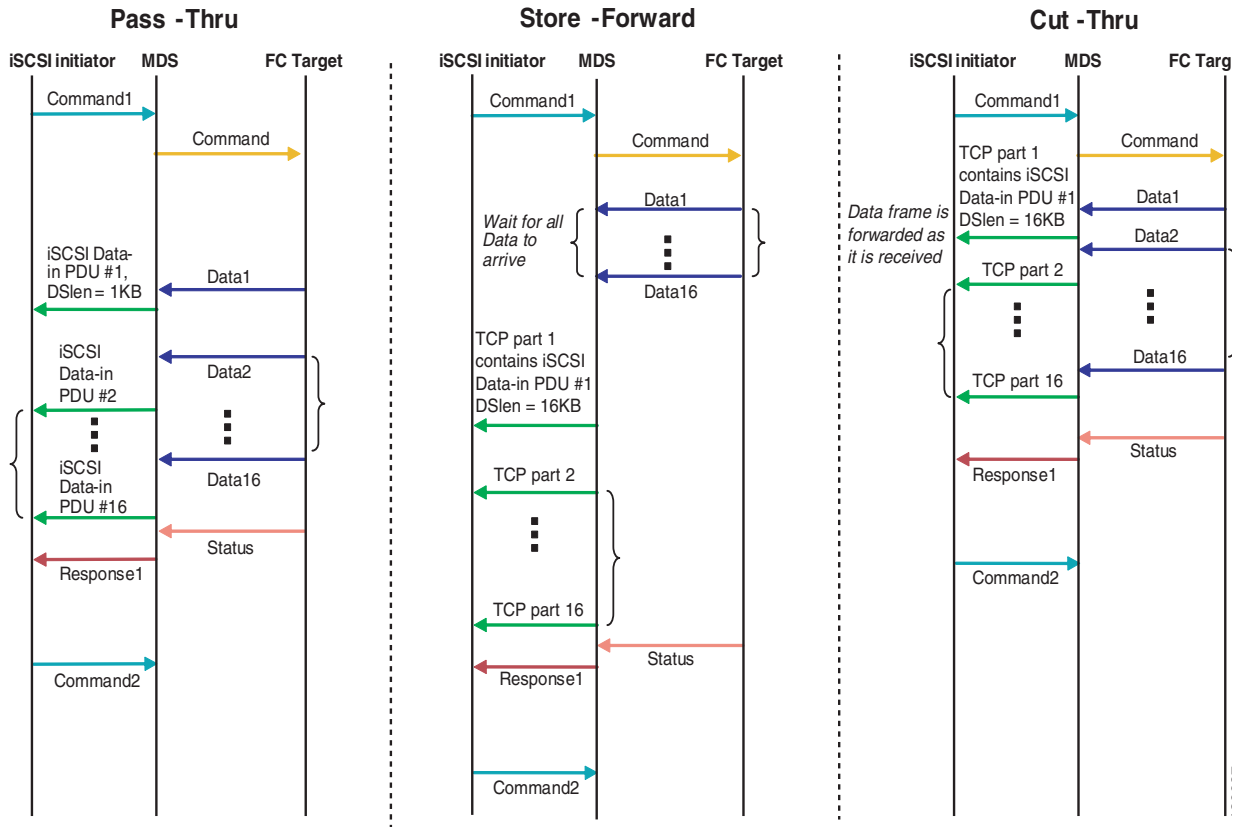 Pass -Thru
iSCSI initiator
MDS
FC Target
Command1
Command
iSCSI Data-
in PDU #1,
DSlen = 1KB
Data1
iSCSI
Data-in
PDU #2
Data2
iSCSI
Data-in
PDU #16
Data16
Status
Response1
Command2
Store -Forward
iSCSI initiator
MDS
FC Target
Command1
Command
Data1
Wait for all
Data to
arrive
Data16
TCP part 1
contains iSCSI
Data-in PDU #1
DSlen = 16KB
TCP part 2
TCP part 16
Status
Response1
Command2
Cut -Thru
iSCSI initiator
MDS
FC Targ
Command1
Command
TCP part 1
contains iSCSI
Data-in PDU #1
DSlen = 16KB
Data1
Data frame is
forwarded as
it is received
Data2
TCP part 2
Data16
TCP part 16
Status
Response1
Command2